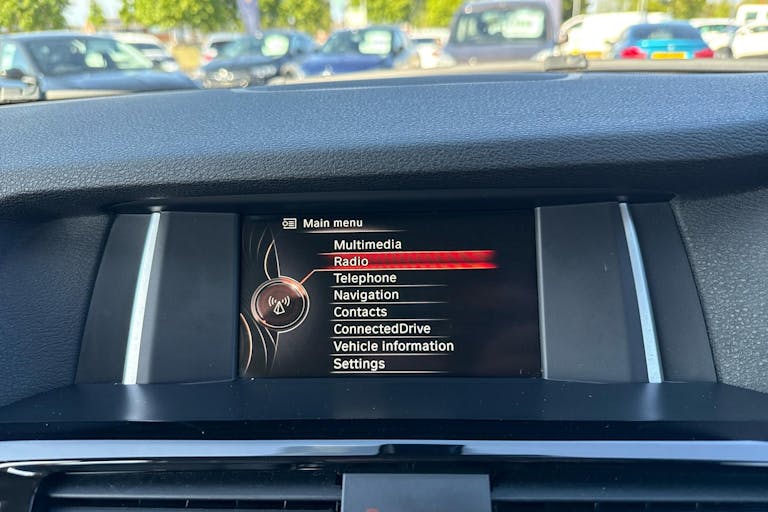 Main menu
Multimedia
Radio
Telephone
Navigation
Contacts
ConnectedDrive
Vehicle information
Settings